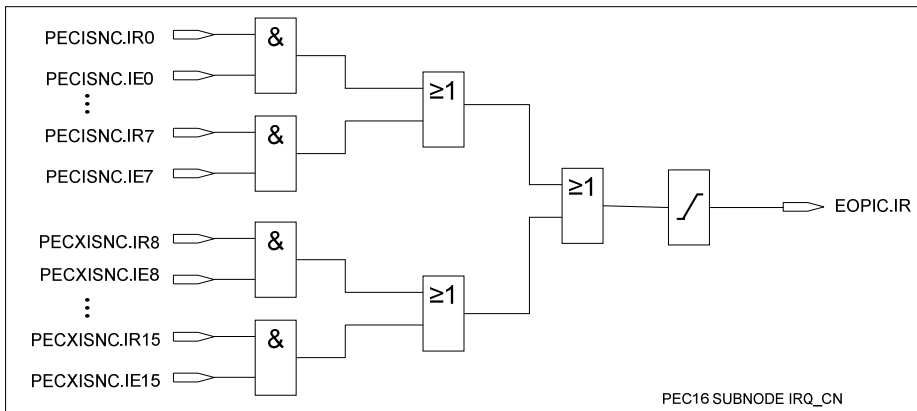 PECISNC.IR0
&
PECISNC.IE0
≥1
PECISNC.IR7
&
PECISNC.IE7
≥1
EOPIC.IR
PECXISNC.IR8
&
PECXISNC.IE8
≥1
PECXISNC.IR15
&
PECXISNC.IE15
PEC16 SUBNODE IRQ_CN